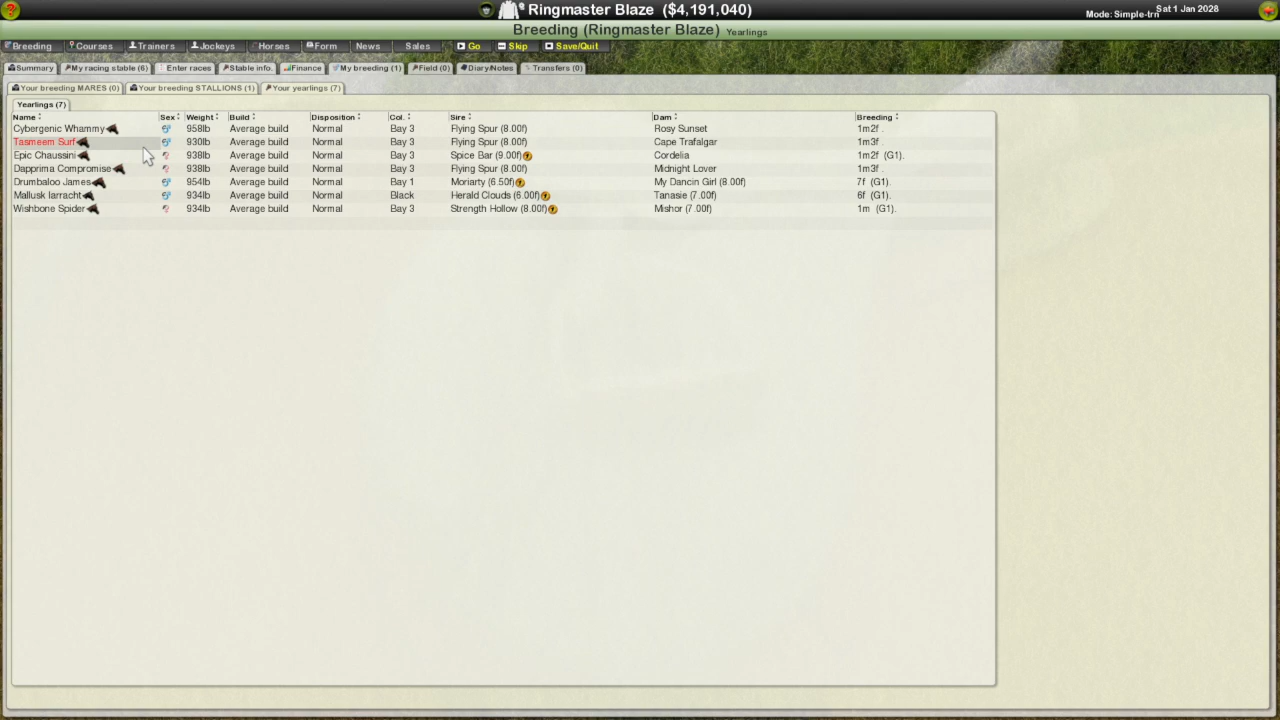 Ringmaster Blaze ($4,191,040)
Mode: Simple-trn Sat 1 Jan 2028
Breeding (Ringmaster Blaze) Yearlings
Breeding Courses Trainers Jockeys Horses Form News Sales Go Skip Save/Quit
Summary My racing stable (6) Enter races Stable info. Finance My breeding (1) Field (0) Diary/Notes Transfers (0)
Your breeding MARES (0) Your breeding STALLIONS (1) Your yearlings (7)
Yearlings (7)
Name Sex Weight Build Disposition Col. Sire Dam Breeding
Cybergenic Whammy 958lb Average build Normal Bay 3 Flying Spur (8.00f) Rosy Sunset 1m2f .
Tasmeem Surf 930lb Average build Normal Bay 3 Flying Spur (8.00f) Cape Trafalgar 1m3f .
Epic Chaussini 938lb Average build Normal Bay 3 Spice Bar (9.00f) Cordelia 1m2f (G1).
Dapprima Compromise 938lb Average build Normal Bay 3 Flying Spur (8.00f) Midnight Lover 1m3f .
Drumbaloo James 954lb Average build Normal Bay 1 Moriarty (6.50f) My Dancin Girl (8.00f) 7f (G1).
Mallusk Iarracht 934lb Average build Normal Black Herald Clouds (6.00f) Tanasie (7.00f) 6f (G1).
Wishbone Spider 934lb Average build Normal Bay 3 Strength Hollow (8.00f) Mishor (7.00f) 1m (G1).